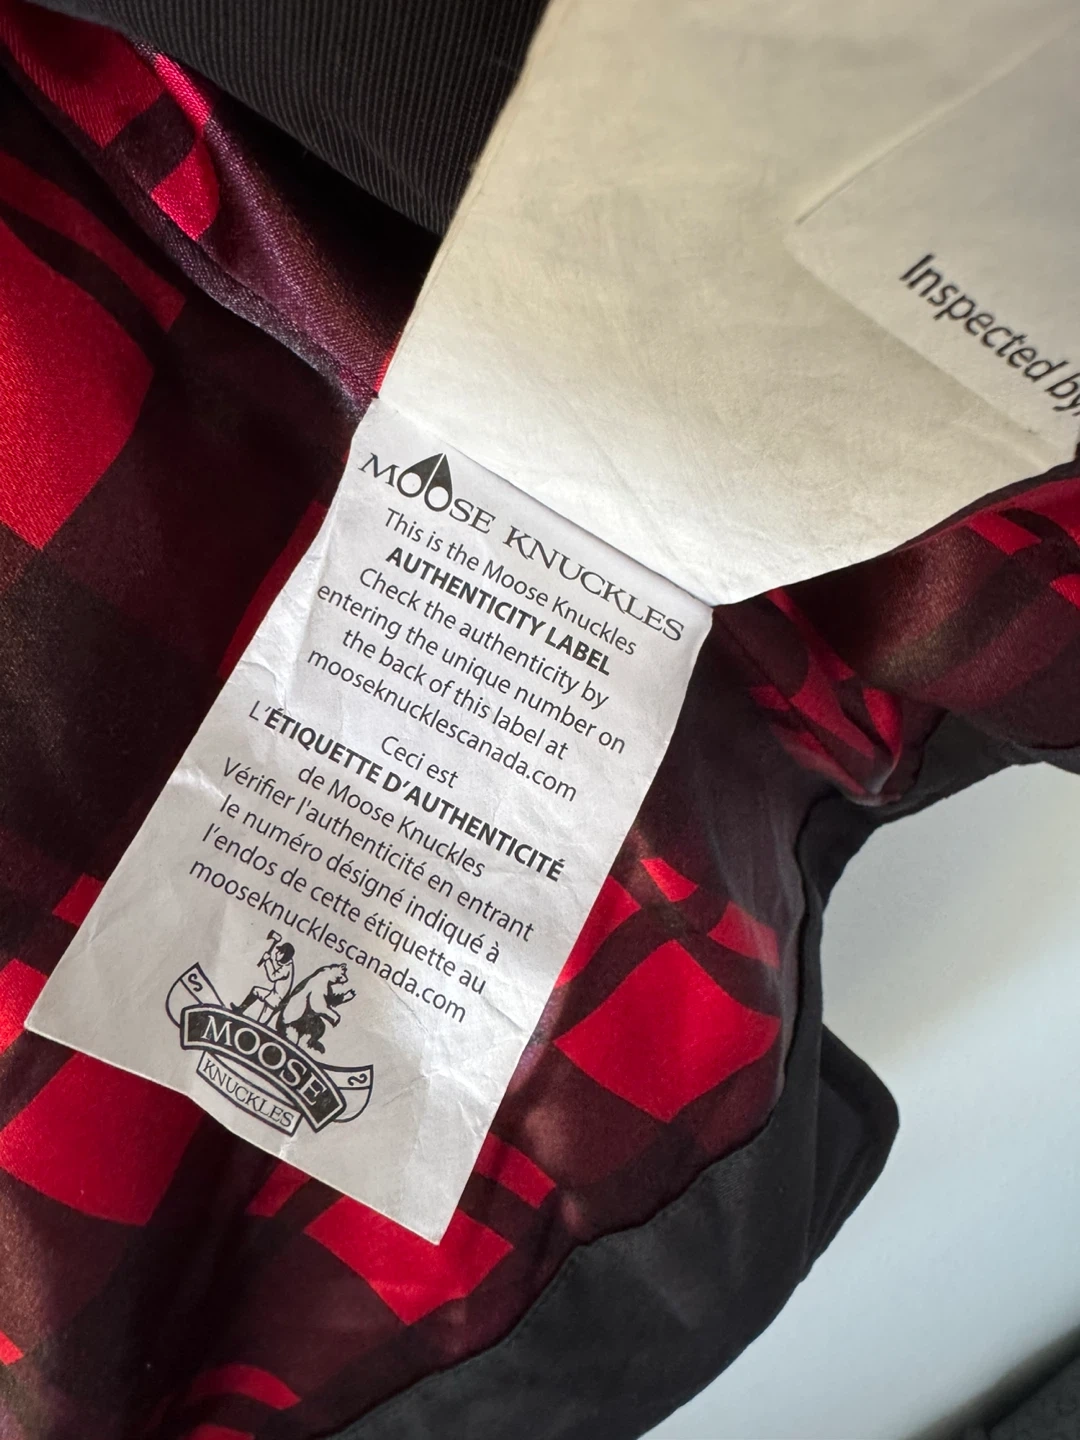 Inspected by
MOOSE KNUCKLES
This is the Moose Knuckles
AUTHENTICITY LABEL
Check the authenticity by
entering the unique number on
the back of this label at
mooseknucklescanada.com
Ceci est
L'ÉTIQUETTE D'AUTHENTICITÉ
de Moose Knuckles
Vérifier l'authenticité en entrant
le numéro désigné indiqué à
l'endos de cette étiquette au
mooseknucklescanada.com
MOOSE
KNUCKLES